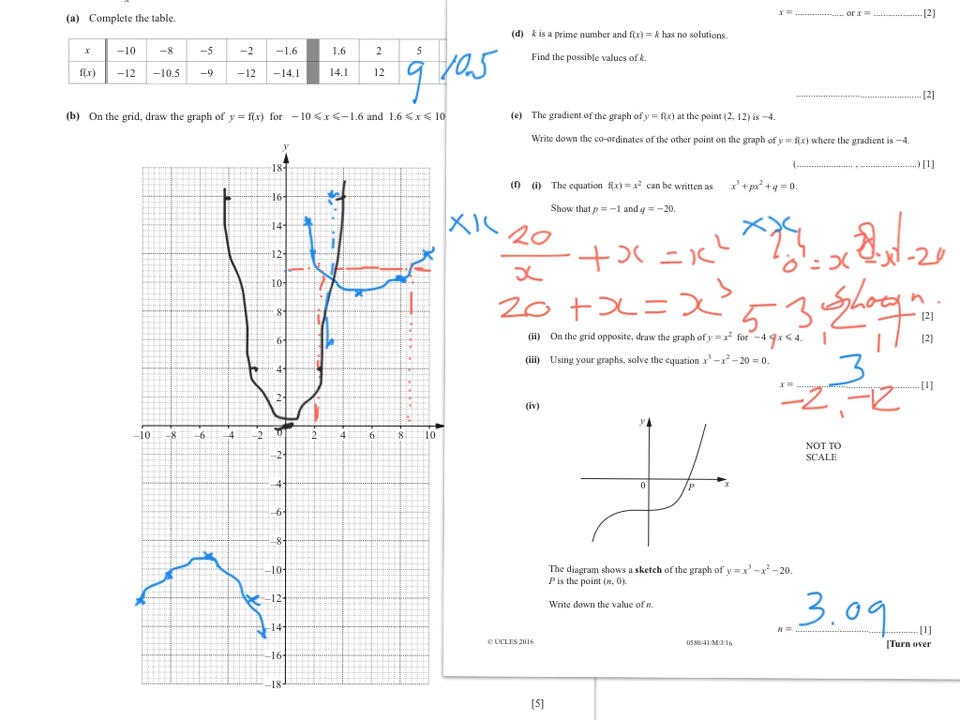 (a) Complete the table.
x −10 −8 −5 −2 −1.6 1.6 2 5
f(x) −12 −10.5 −9 −12 −14.1 14.1 12 9 10.5
(b) On the grid, draw the graph of y = f(x) for −10 ⩽ x ⩽ −1.6 and 1.6 ⩽ x ⩽ 10
y
18
16
14
12
10
8
6
4
2
−10 −8 −6 −4 −2 0 2 4 6 8 10
−2
−4
−6
−8
−10
−12
−14
−16
−18
[5]
x = .................... or x = .................... [2]
(d) k is a prime number and f(x) = k has no solutions.
Find the possible values of k.
.................................................. [2]
(e) The gradient of the graph of y = f(x) at the point (2, 12) is −4.
Write down the co-ordinates of the other point on the graph of y = f(x) where the gradient is −4.
(.................... , ....................) [1]
(f) (i) The equation f(x) = x² can be written as x³ + px² + q = 0.
Show that p = −1 and q = −20.
20/x + x = x²
20 + x = x³
5 3 2
[2]
(ii) On the grid opposite, draw the graph of y = x² for −4 ⩽ x ⩽ 4. [2]
(iii) Using your graphs, solve the equation x³ − x² − 20 = 0.
x = 3 [1]
−2, −12
(iv)
y
0 P x
NOT TO
SCALE
The diagram shows a sketch of the graph of y = x³ − x² − 20.
P is the point (n, 0).
Write down the value of n.
n = 3.09 [1]
© UCLES 2016 0580/41/M/J/16 [Turn over